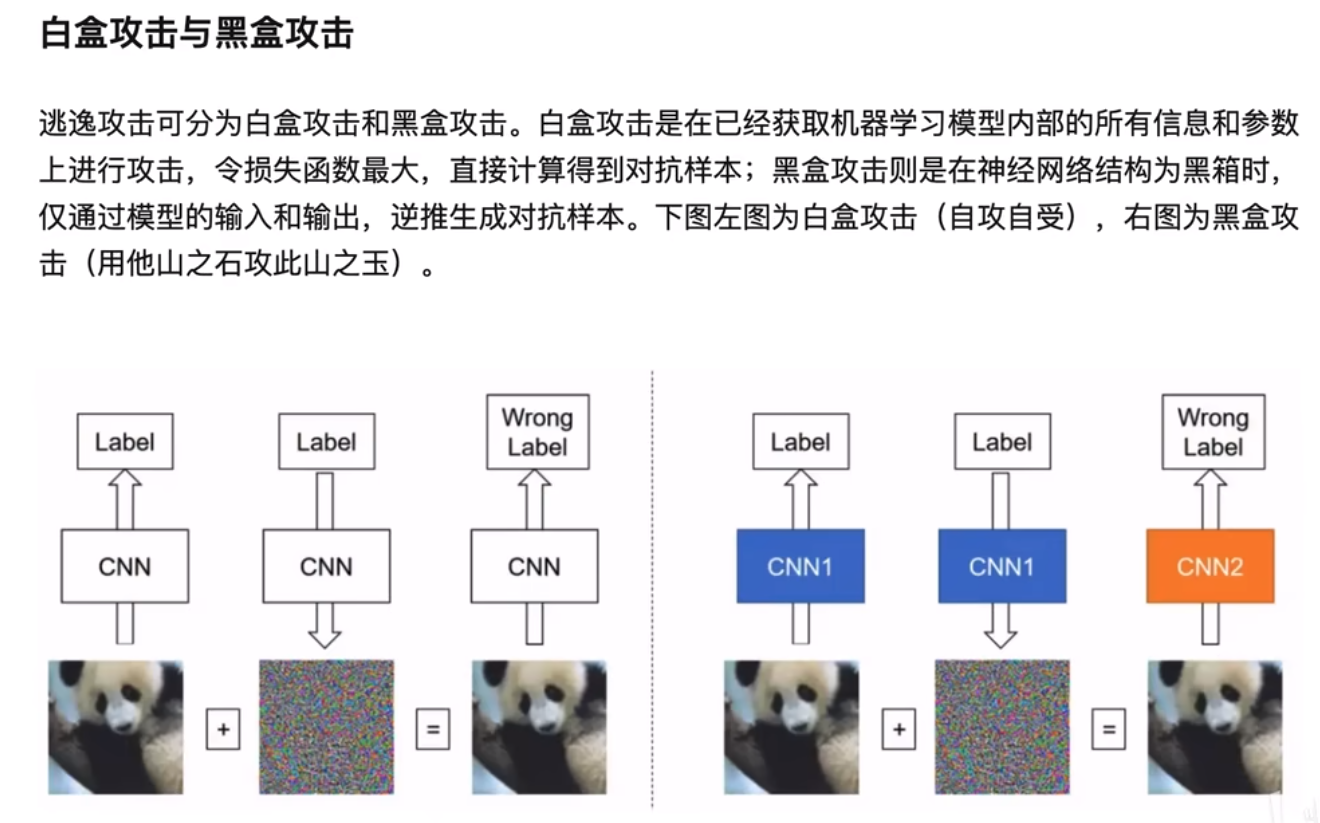 白盒攻击与黑盒攻击
逃逸攻击可分为白盒攻击和黑盒攻击。白盒攻击是在已经获取机器学习模型内部的所有信息和参数
上进行攻击，令损失函数最大，直接计算得到对抗样本；黑盒攻击则是在神经网络结构为黑箱时，
仅通过模型的输入和输出，逆推生成对抗样本。下图左图为白盒攻击（自攻自受），右图为黑盒攻
击（用他山之石攻此山之玉）。
Label
Label
Wrong
Label
CNN
CNN
CNN
+
=
Label
Label
Wrong
Label
CNN1
CNN1
CNN2
+
=